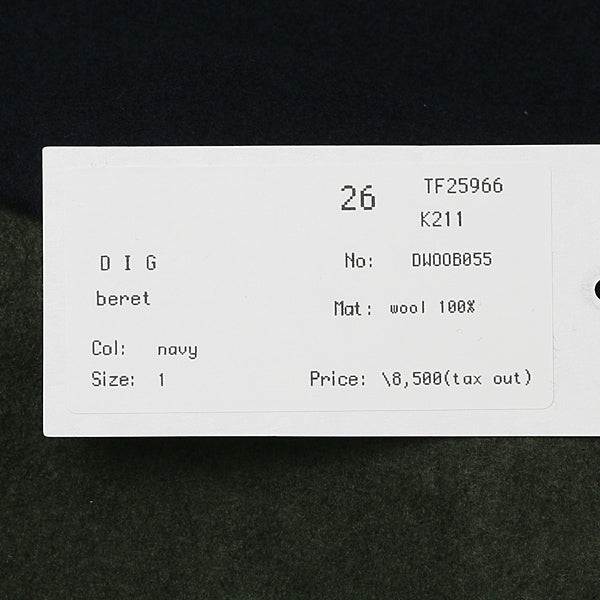 26 TF25966
K211
D I G No: DWOOB055
beret
Mat: wool 100%
Col: navy
Size: 1 Price: \8,500(tax out)